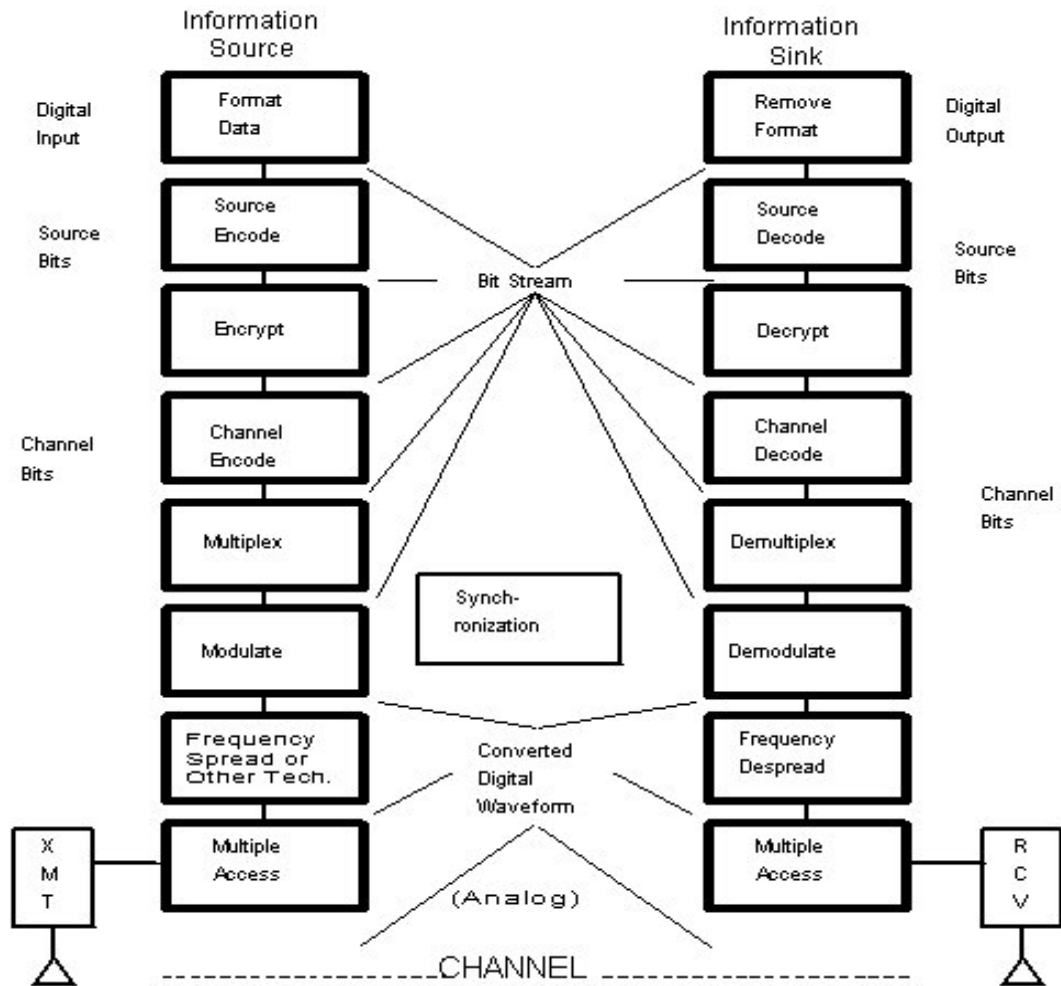 Information
Source
Information
Sink
Digital
Input
Format
Data
Remove
Format
Digital
Output
Source
Bits
Source
Encode
Source
Decode
Source
Bits
Bit Stream
Encrypt
Decrypt
Channel
Bits
Channel
Encode
Channel
Decode
Channel
Bits
Multiplex
Demultiplex
Synch-
ronization
Modulate
Demodulate
Frequency
Spread or
Other Tech.
Converted
Digital
Waveform
Frequency
Despread
X
M
T
Multiple
Access
(Analog)
Multiple
Access
R
C
V
CHANNEL